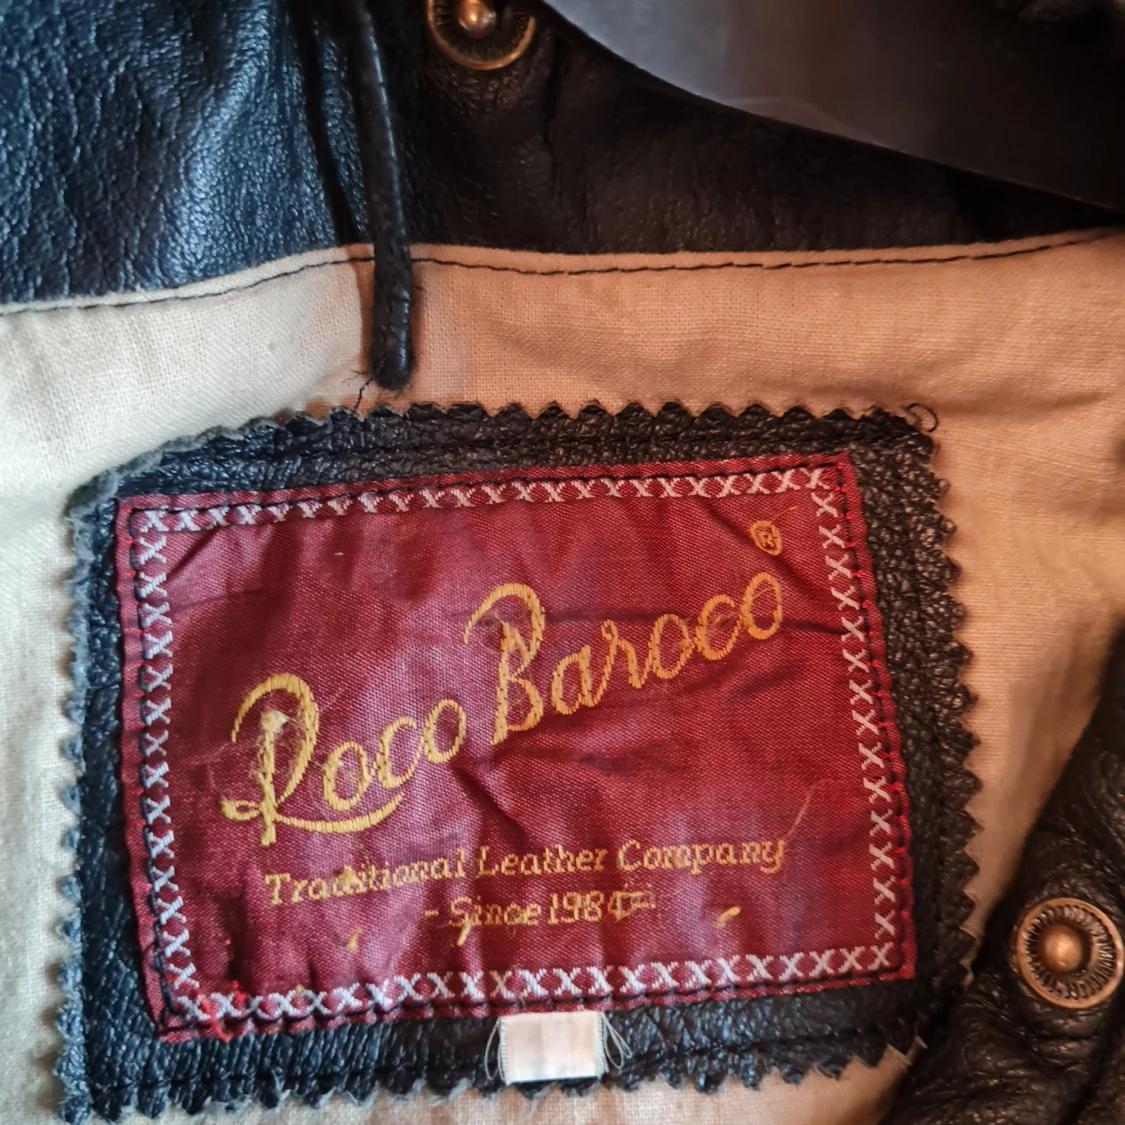 Roco Baroco ®
Traditional Leather Company
- Since 1984 -